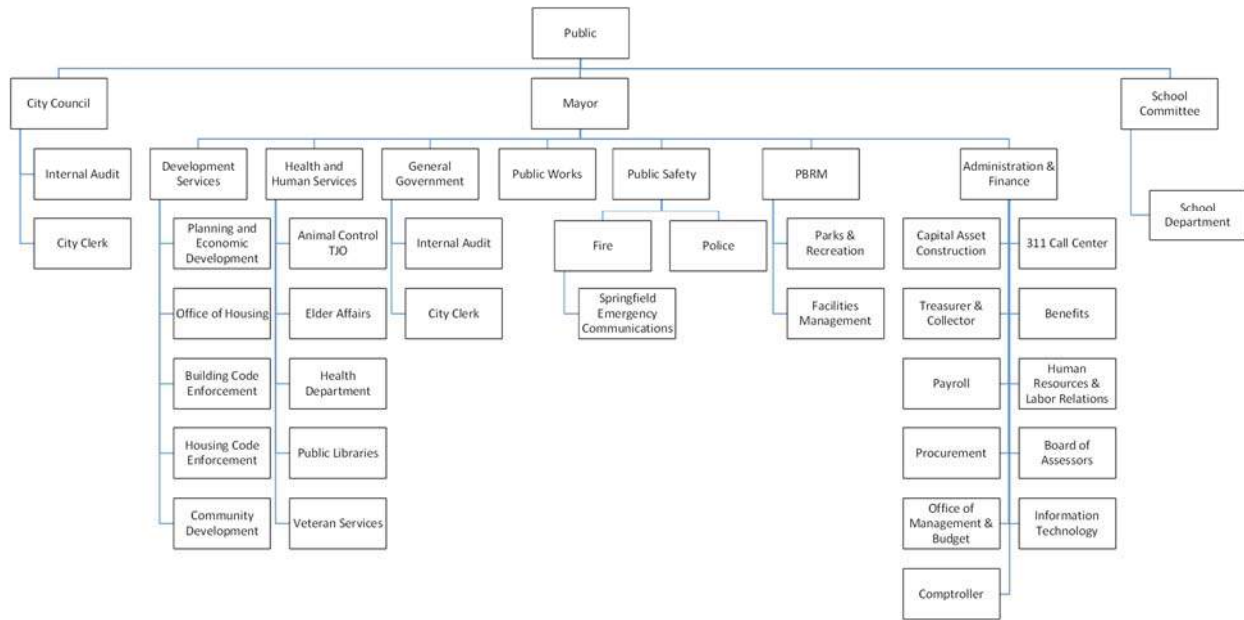 Public
City Council
Mayor
School
Committee
Internal Audit
City Clerk
Development
Services
Health and
Human Services
General
Government
Public Works
Public Safety
PBRM
Administration &
Finance
School
Department
Planning and
Economic
Development
Office of Housing
Building Code
Enforcement
Housing Code
Enforcement
Community
Development
Animal Control
TJO
Elder Affairs
Health
Department
Public Libraries
Veteran Services
Internal Audit
City Clerk
Fire
Police
Springfield
Emergency
Communications
Parks &
Recreation
Facilities
Management
Capital Asset
Construction
311 Call Center
Treasurer &
Collector
Benefits
Payroll
Human
Resources &
Labor Relations
Procurement
Board of
Assessors
Office of
Management &
Budget
Information
Technology
Comptroller